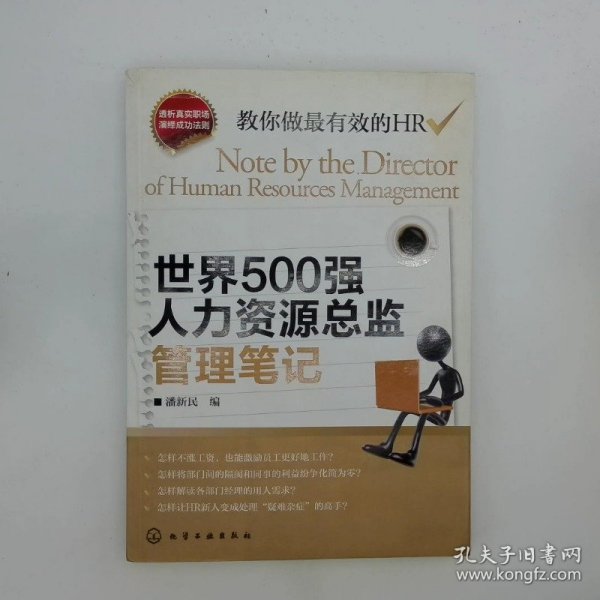 透析真实职场
演绎成功法则
教你做最有效的HR
Note by the Director
of Human Resources Management
世界500强
人力资源总监
管理笔记
■ 潘新民 编
怎样不涨工资，也能激励员工更好地工作？
怎样将部门间的隔阂和同事的利益纷争化简为零？
怎样解读各部门经理的用人需求？
怎样让HR新人变成处理“疑难杂症”的高手？
化学工业出版社
孔夫子旧书网
www.kongfz.com